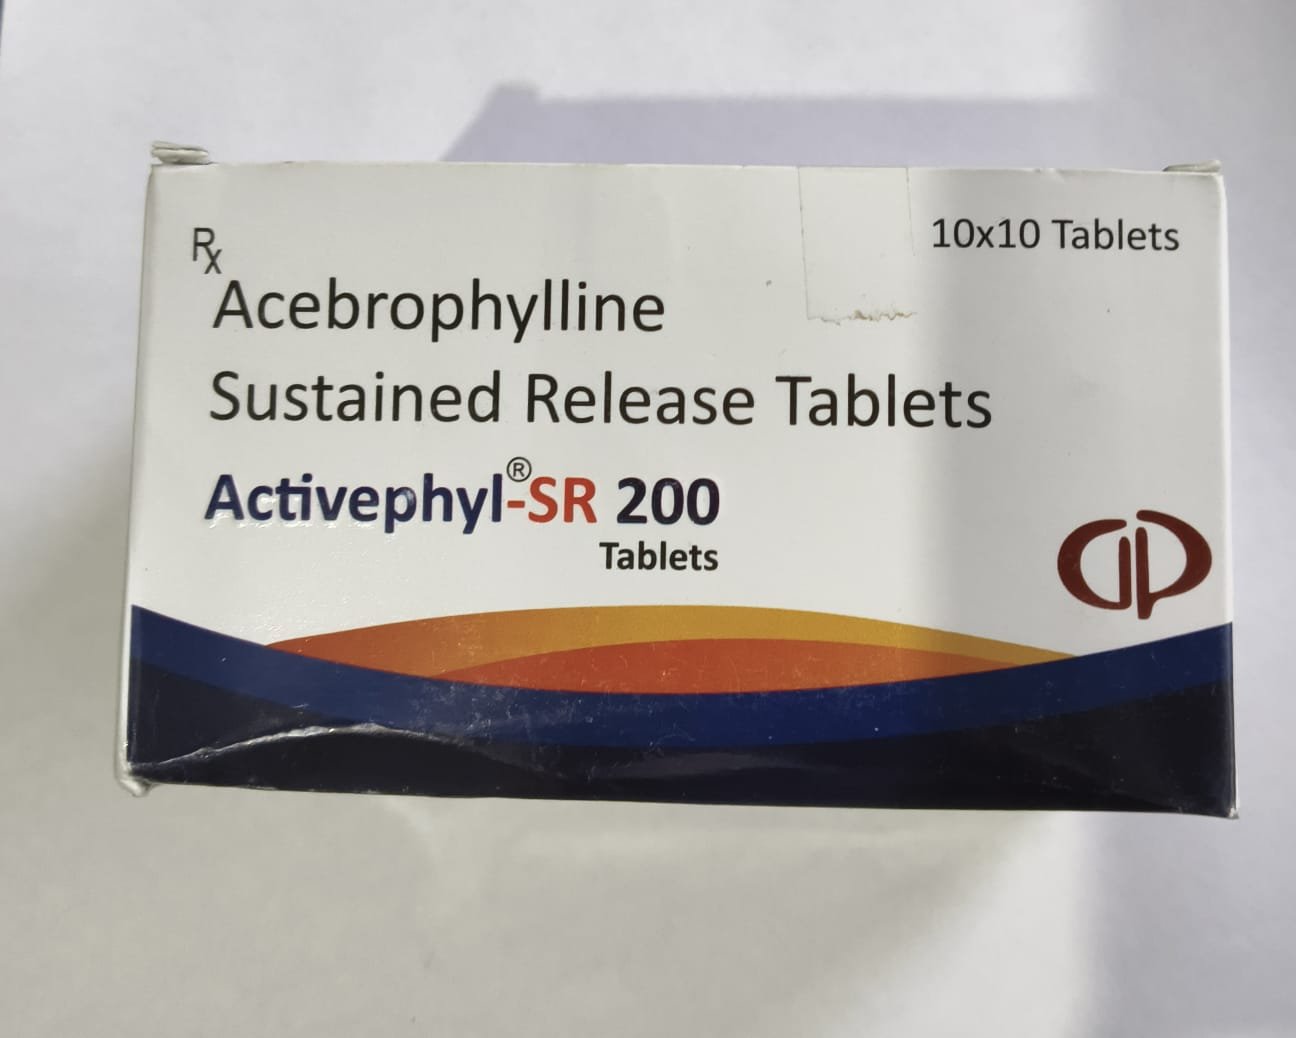 Rx
10x10 Tablets
Acebrophylline
Sustained Release Tablets
Activephyl®-SR 200
Tablets